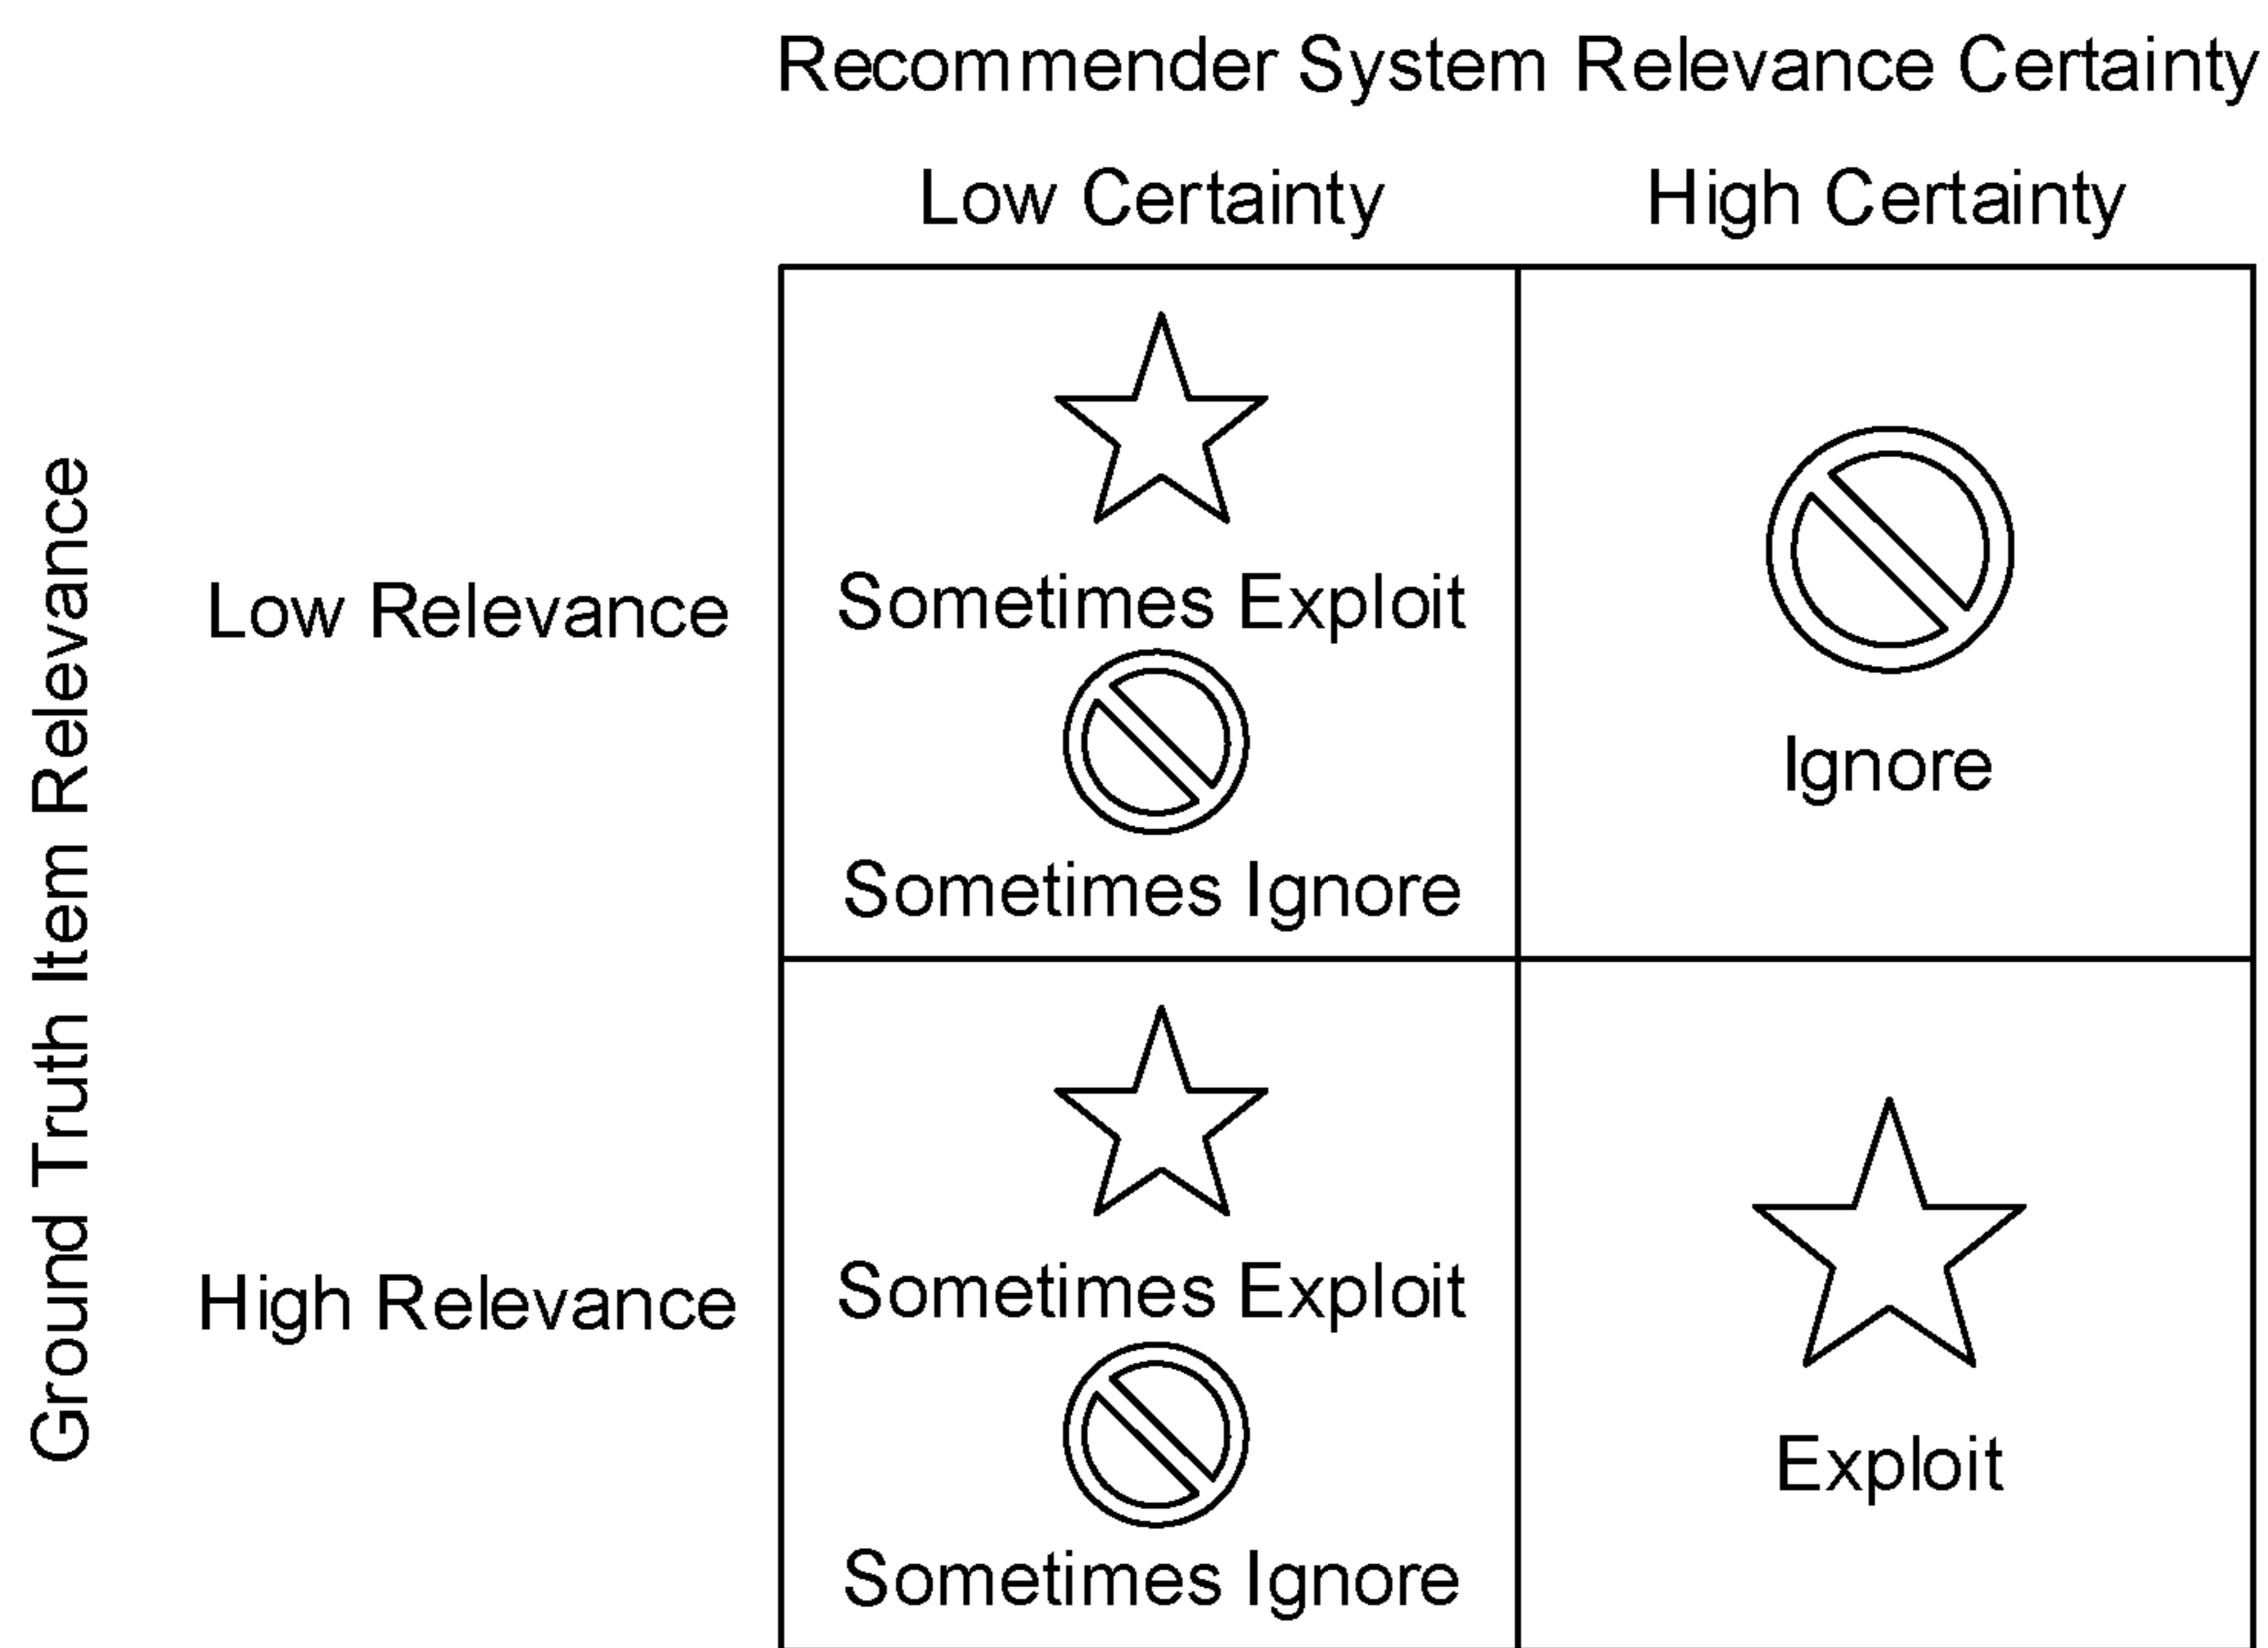 Recommender System Relevance Certainty
Low Certainty
High Certainty
Ground Truth Item Relevance
Low Relevance
Sometimes Exploit
Sometimes Ignore
Ignore
High Relevance
Sometimes Exploit
Sometimes Ignore
Exploit